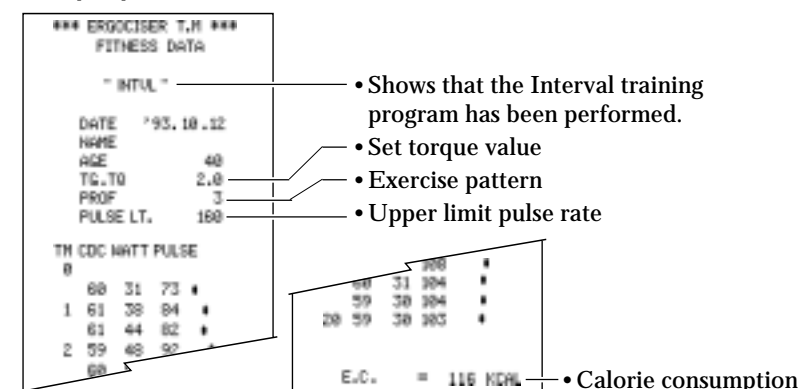 *** ERGOCISER T.M ***
FITNESS DATA
" INTVL "
• Shows that the Interval training
program has been performed.
DATE '93.10.12
NAME
AGE 40
TG.TQ 2.0
• Set torque value
PROF 3
• Exercise pattern
PULSE LT. 160
• Upper limit pulse rate
TM CDC WATT PULSE
0
60 31 73
1 61 38 84
61 44 82
2 59 48 92
60
108
60 31 104
59 30 104
20 59 30 103
E.C. = 116 KCAL
• Calorie consumption